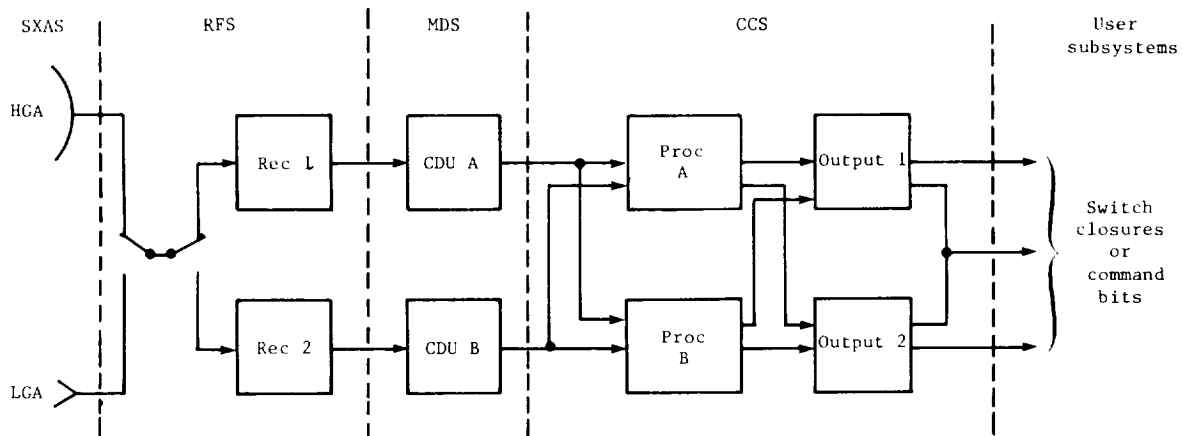 SXAS
RFS
MDS
CCS
User
subsystems
HGA
Rec 1
CDU A
Proc
A
Output 1
Switch
closures
or
command
bits
Rec 2
CDU B
Proc
B
Output 2
LGA